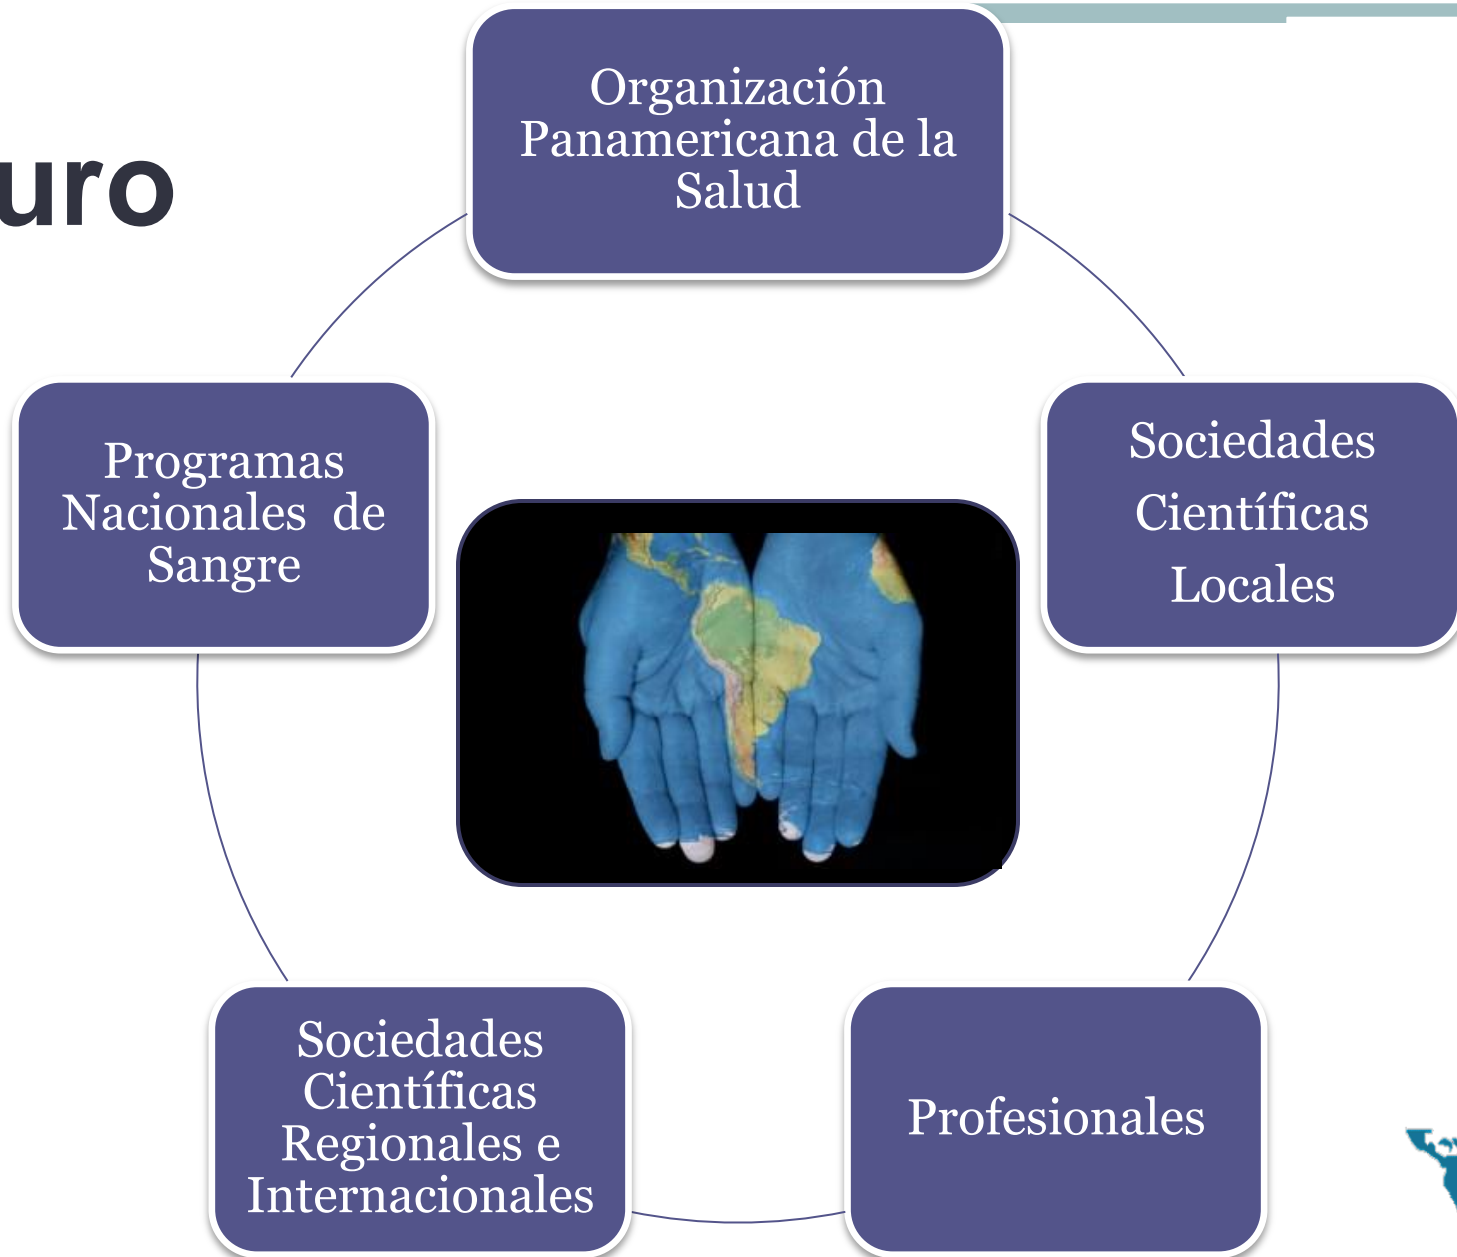 uro
Organización
Panamericana de la
Salud
Sociedades
Científicas
Locales
Profesionales
Sociedades
Científicas
Regionales e
Internacionales
Programas
Nacionales de
Sangre